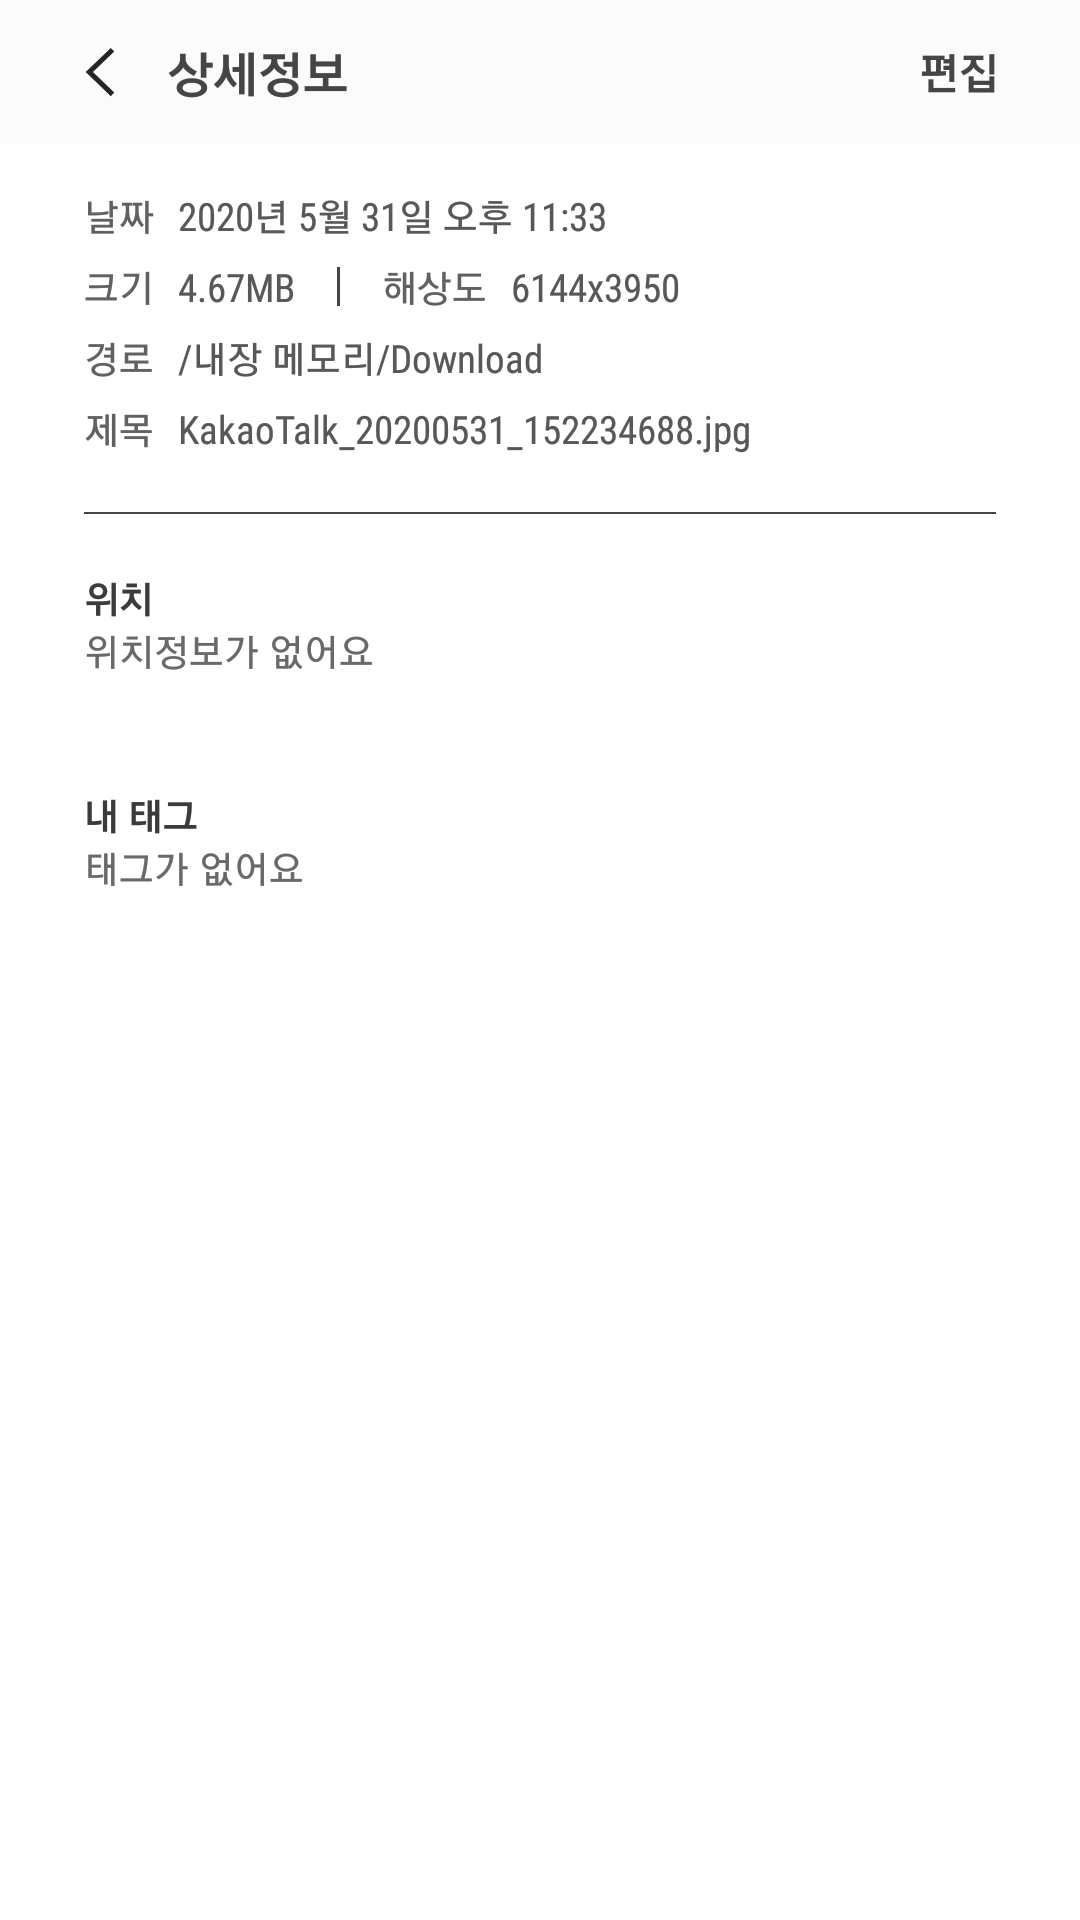 상세정보 편집
날짜 2020년 5월 31일 오후 11:33
크기 4.67MB | 해상도 6144x3950
경로 /내장 메모리/Download
제목 KakaoTalk_20200531_152234688.jpg
위치
위치정보가 없어요
내 태그
태그가 없어요